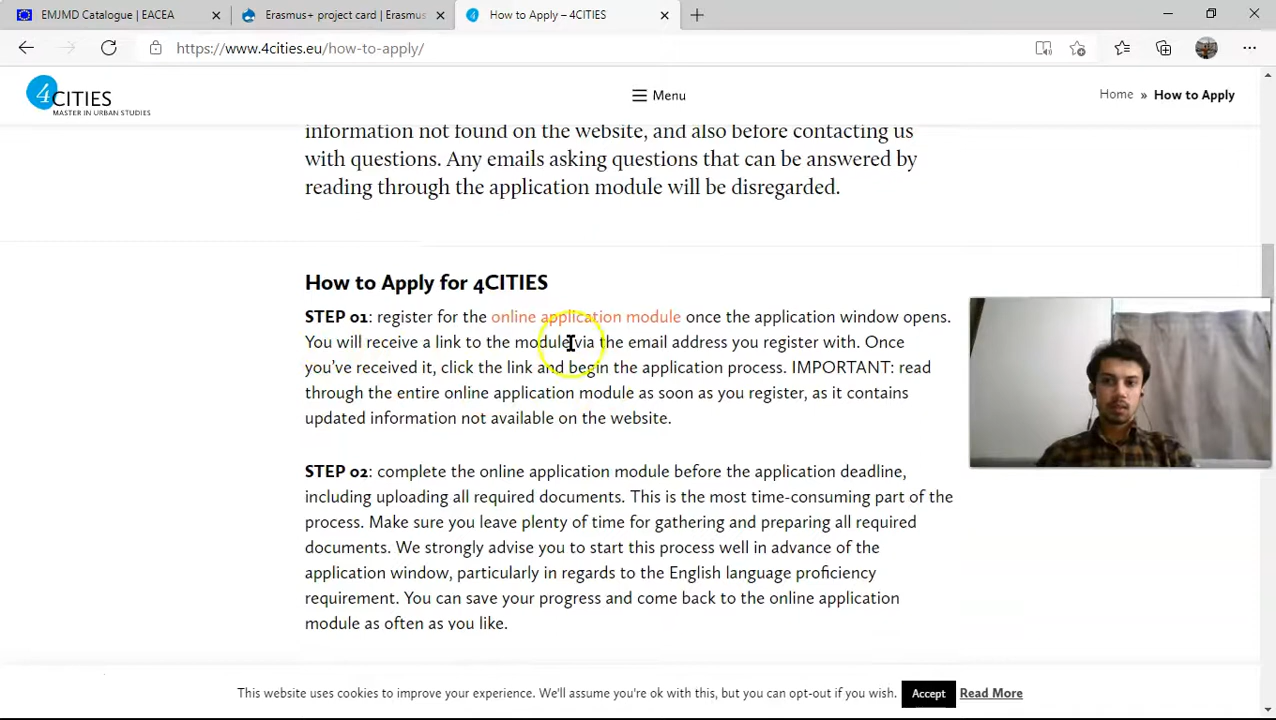 EMJMD Catalogue | EACEA
Erasmus+ project card | Erasmus
How to Apply – 4CITIES
https://www.4cities.eu/how-to-apply/
4CITIES
MASTER IN URBAN STUDIES
Menu
Home » How to Apply
information not found on the website, and also before contacting us
with questions. Any emails asking questions that can be answered by
reading through the application module will be disregarded.
How to Apply for 4CITIES
STEP 01: register for the online application module once the application window opens.
You will receive a link to the module via the email address you register with. Once
you’ve received it, click the link and begin the application process. IMPORTANT: read
through the entire online application module as soon as you register, as it contains
updated information not available on the website.
STEP 02: complete the online application module before the application deadline,
including uploading all required documents. This is the most time-consuming part of the
process. Make sure you leave plenty of time for gathering and preparing all required
documents. We strongly advise you to start this process well in advance of the
application window, particularly in regards to the English language proficiency
requirement. You can save your progress and come back to the online application
module as often as you like.
This website uses cookies to improve your experience. We'll assume you're ok with this, but you can opt-out if you wish. Accept Read More